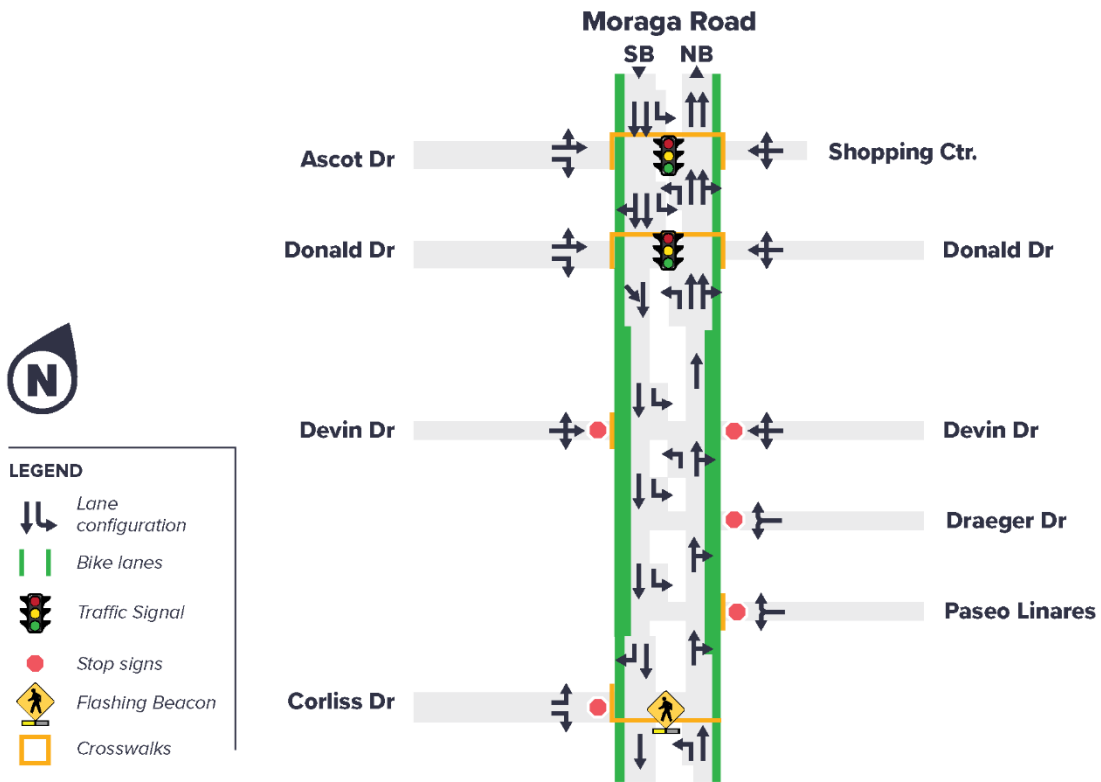 Moraga Road
SB NB
Ascot Dr
Shopping Ctr.
Donald Dr
Donald Dr
N
Devin Dr
Devin Dr
LEGEND
Lane
configuration
Draeger Dr
Bike lanes
Traffic Signal
Paseo Linares
Stop signs
Corliss Dr
Flashing Beacon
Crosswalks